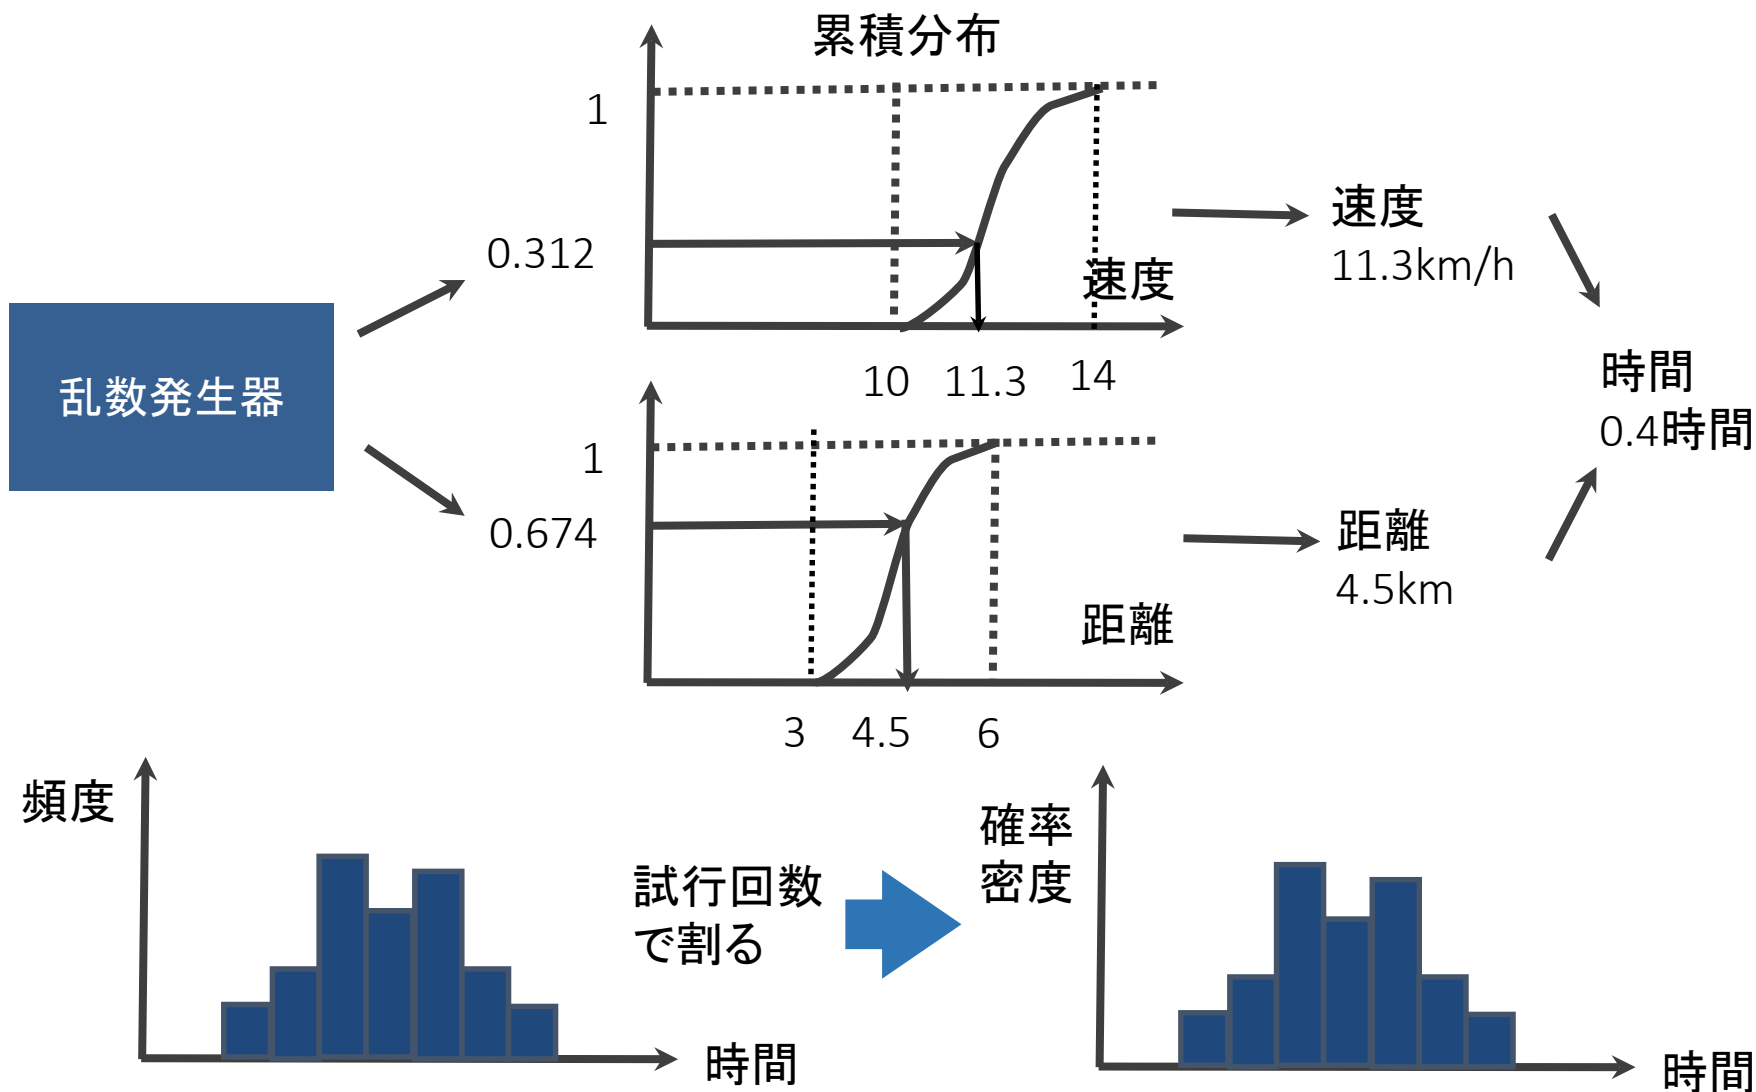 累積分布
1
0.312
速度
10
11.3
14
乱数発生器
1
0.674
距離
3
4.5
6
速度
11.3km/h
距離
4.5km
時間
0.4時間
頻度
時間
試行回数
で割る
確率
密度
時間